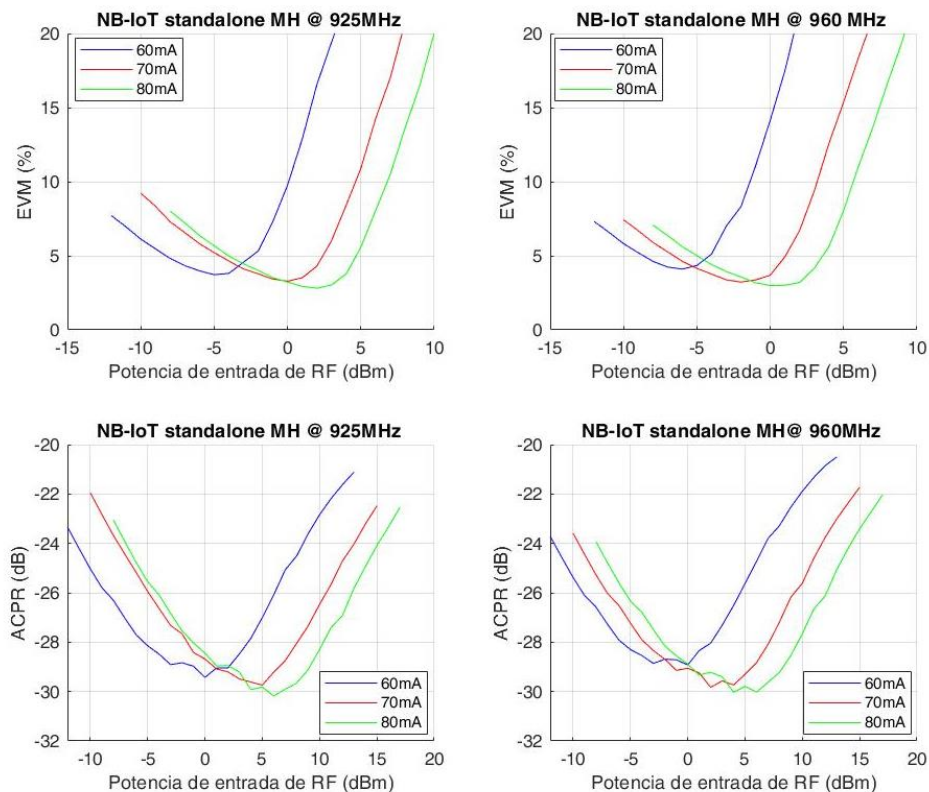 NB-IoT standalone MH @ 925MHz
20
15
10
5
0
EVM (%)
60mA
70mA
80mA
-15 -10 -5 0 5 10
Potencia de entrada de RF (dBm)
NB-IoT standalone MH @ 960 MHz
20
15
10
5
0
EVM (%)
60mA
70mA
80mA
-15 -10 -5 0 5 10
Potencia de entrada de RF (dBm)
NB-IoT standalone MH @ 925MHz
-20
-22
-24
-26
-28
-30
-32
ACPR (dB)
60mA
70mA
80mA
-10 -5 0 5 10 15 20
Potencia de entrada de RF (dBm)
NB-IoT standalone MH@ 960MHz
-20
-22
-24
-26
-28
-30
-32
ACPR (dB)
60mA
70mA
80mA
-10 -5 0 5 10 15 20
Potencia de entrada de RF (dBm)